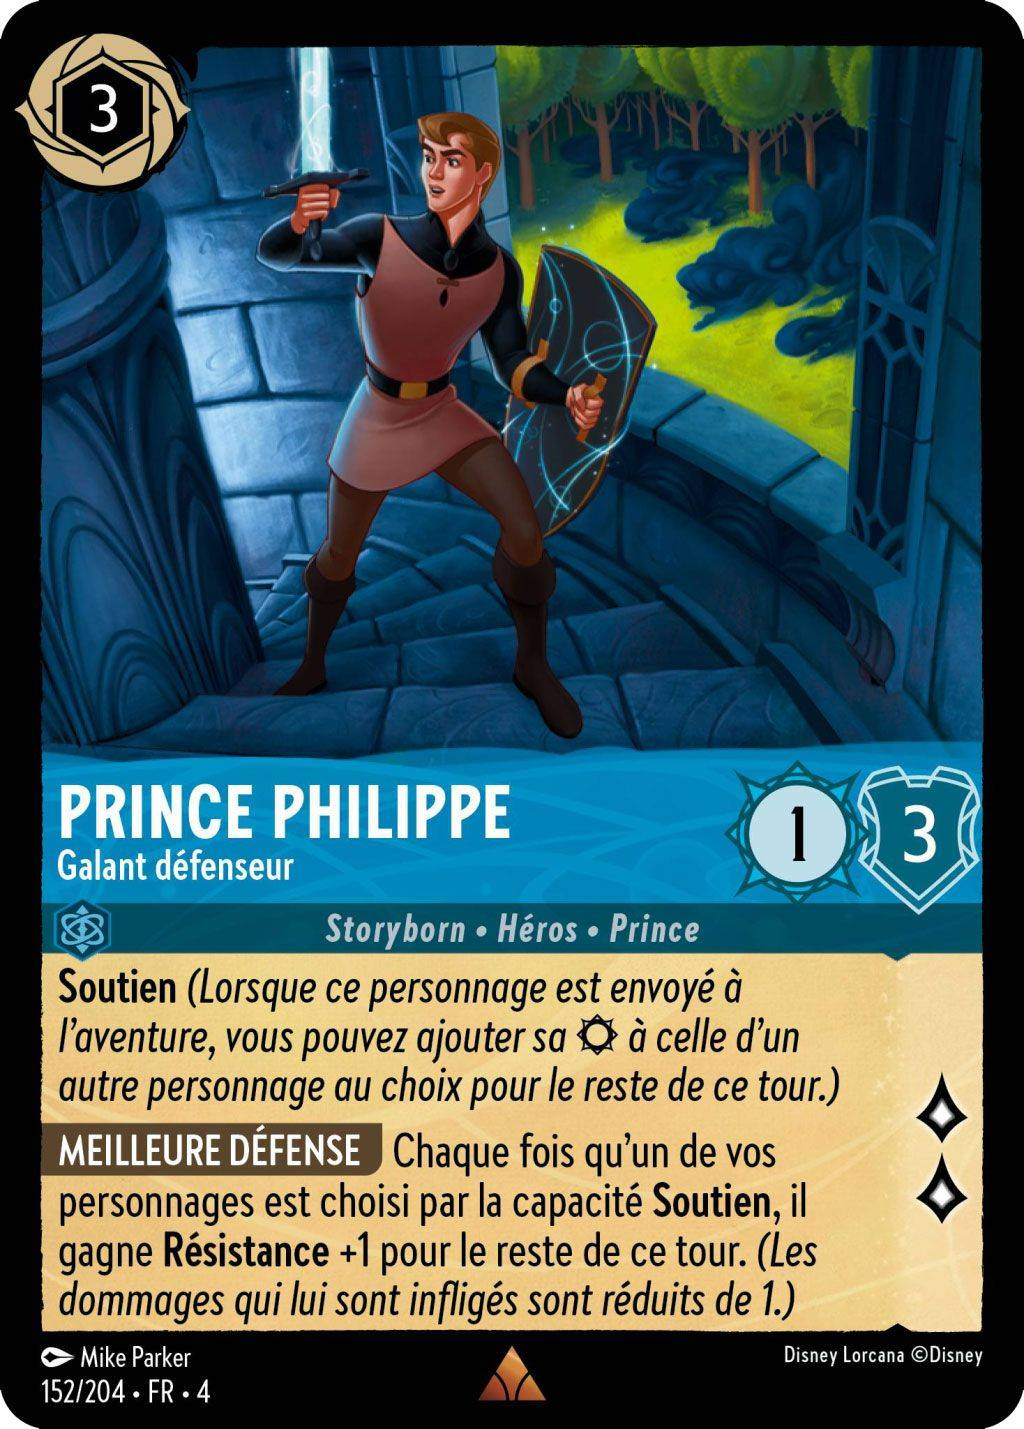 3
PRINCE PHILIPPE
Galant défenseur
1
3
Storyborn • Héros • Prince
Soutien (Lorsque ce personnage est envoyé à
l'aventure, vous pouvez ajouter sa à celle d'un
autre personnage au choix pour le reste de ce tour.)
MEILLEURE DÉFENSE Chaque fois qu'un de vos
personnages est choisi par la capacité Soutien, il
gagne Résistance +1 pour le reste de ce tour. (Les
dommages qui lui sont infligés sont réduits de 1.)
Mike Parker
Disney Lorcana ©Disney
152/204 • FR • 4